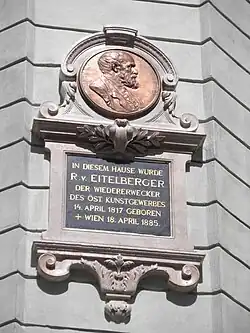 IN DIESEM HAUSE WURDE
R. v. EITELBERGER
DER WIEDERERWECKER
DES ÖST KUNSTGEWERBES
14. APRIL 1817 GEBOREN
+ WIEN 18. APRIL 1885.